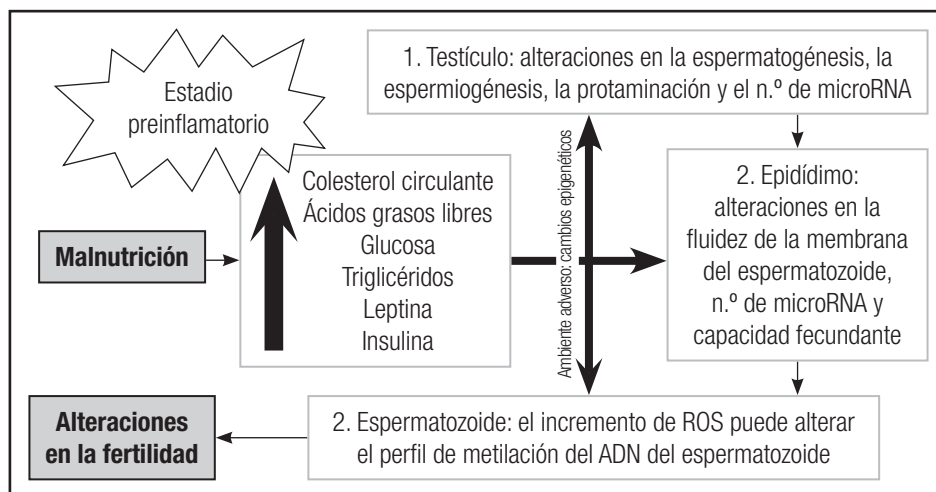 Estadio
preinflamatorio
1. Testículo: alteraciones en la espermatogénesis, la
espermiogénesis, la protaminación y el n.º de microRNA
Malnutrición
Colesterol circulante
Ácidos grasos libres
Glucosa
Triglicéridos
Leptina
Insulina
Ambiente adverso: cambios epigenéticos
2. Epidídimo:
alteraciones en la
fluidez de la membrana
del espermatozoide,
n.º de microRNA y
capacidad fecundante
2. Espermatozoide: el incremento de ROS puede alterar
el perfil de metilación del ADN del espermatozoide
Alteraciones
en la fertilidad